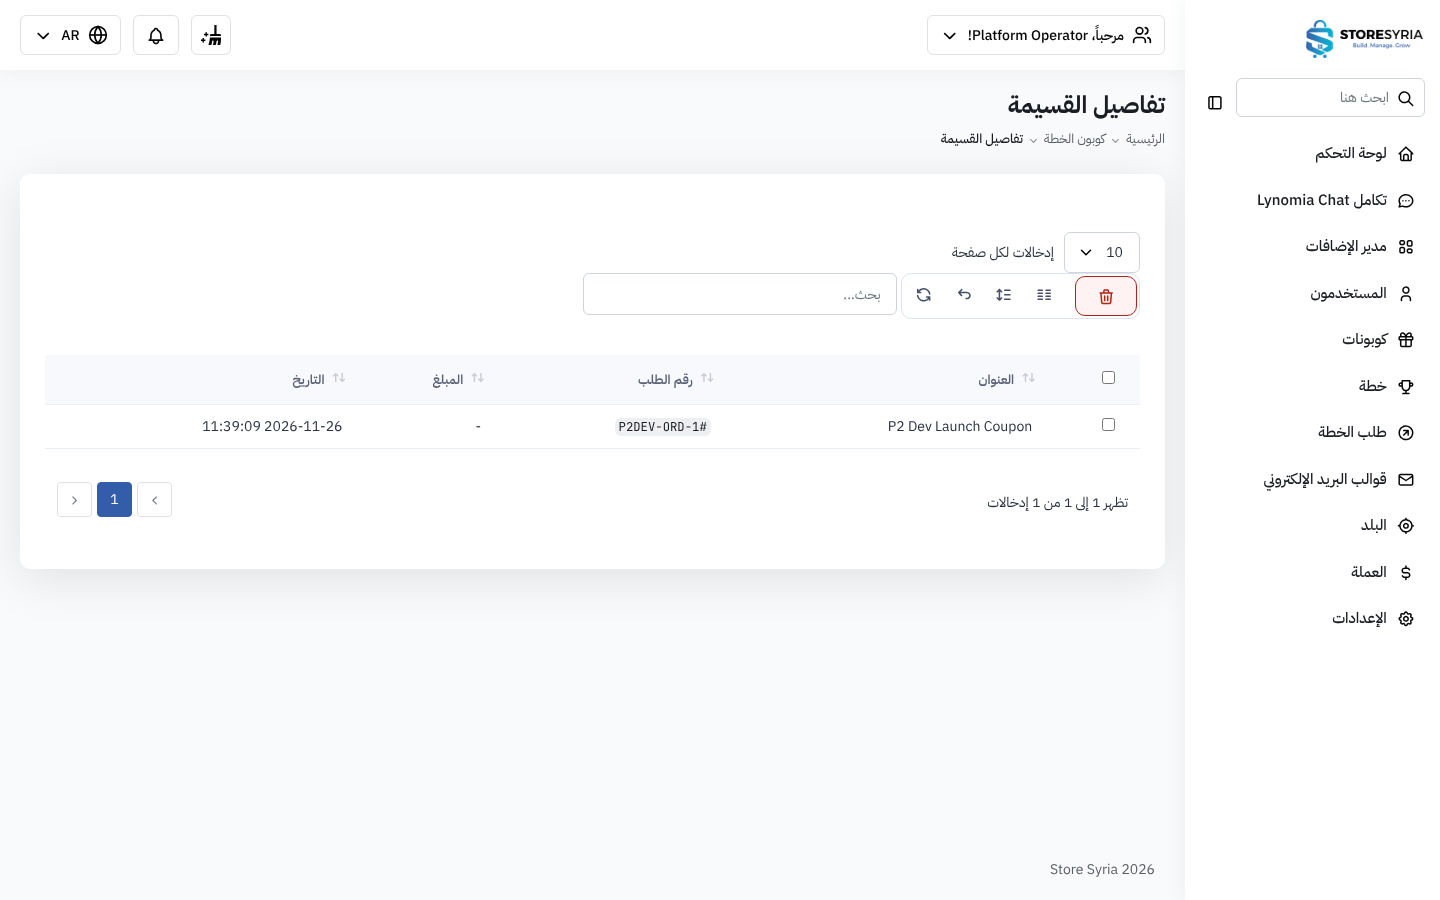 STORESYRIA
Build. Manage. Grow
ابحث هنا
لوحة التحكم
تكامل Lynomia Chat
مدير الإضافات
المستخدمون
كوبونات
خطة
طلب الخطة
قوالب البريد الإلكتروني
البلد
العملة
الإعدادات
مرحباً، Platform Operator!
AR
تفاصيل القسيمة
الرئيسية كوبون الخطة تفاصيل القسيمة
10 إدخالات لكل صفحة
بحث...
العنوان رقم الطلب المبلغ التاريخ
P2 Dev Launch Coupon #P2DEV-ORD-1 - 2026-11-26 11:39:09
تظهر 1 إلى 1 من 1 إدخالات
1
Store Syria 2026